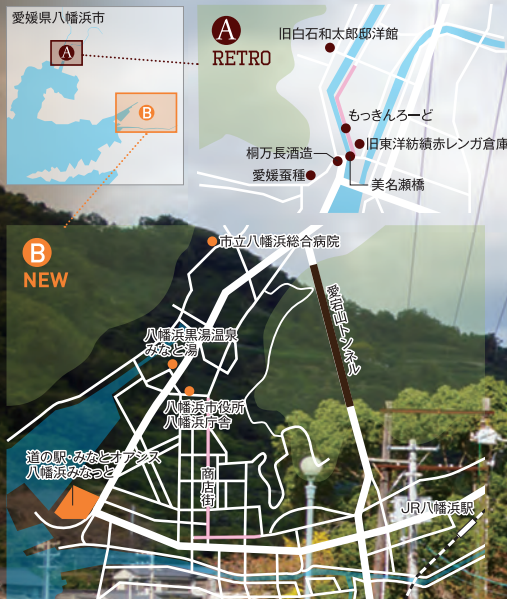 愛媛県八幡浜市
A
B
A
RETRO
旧白石和太郎邸洋館
もっきんろーど
旧東洋紡績赤レンガ倉庫
桐万長酒造
愛媛蚕種
美名瀬橋
B
NEW
市立八幡浜総合病院
愛宕山トンネル
八幡浜黒湯温泉
みなと湯
八幡浜市役所
八幡浜庁舎
道の駅・みなとオアシス
八幡浜みなっと
商店街
JR八幡浜駅